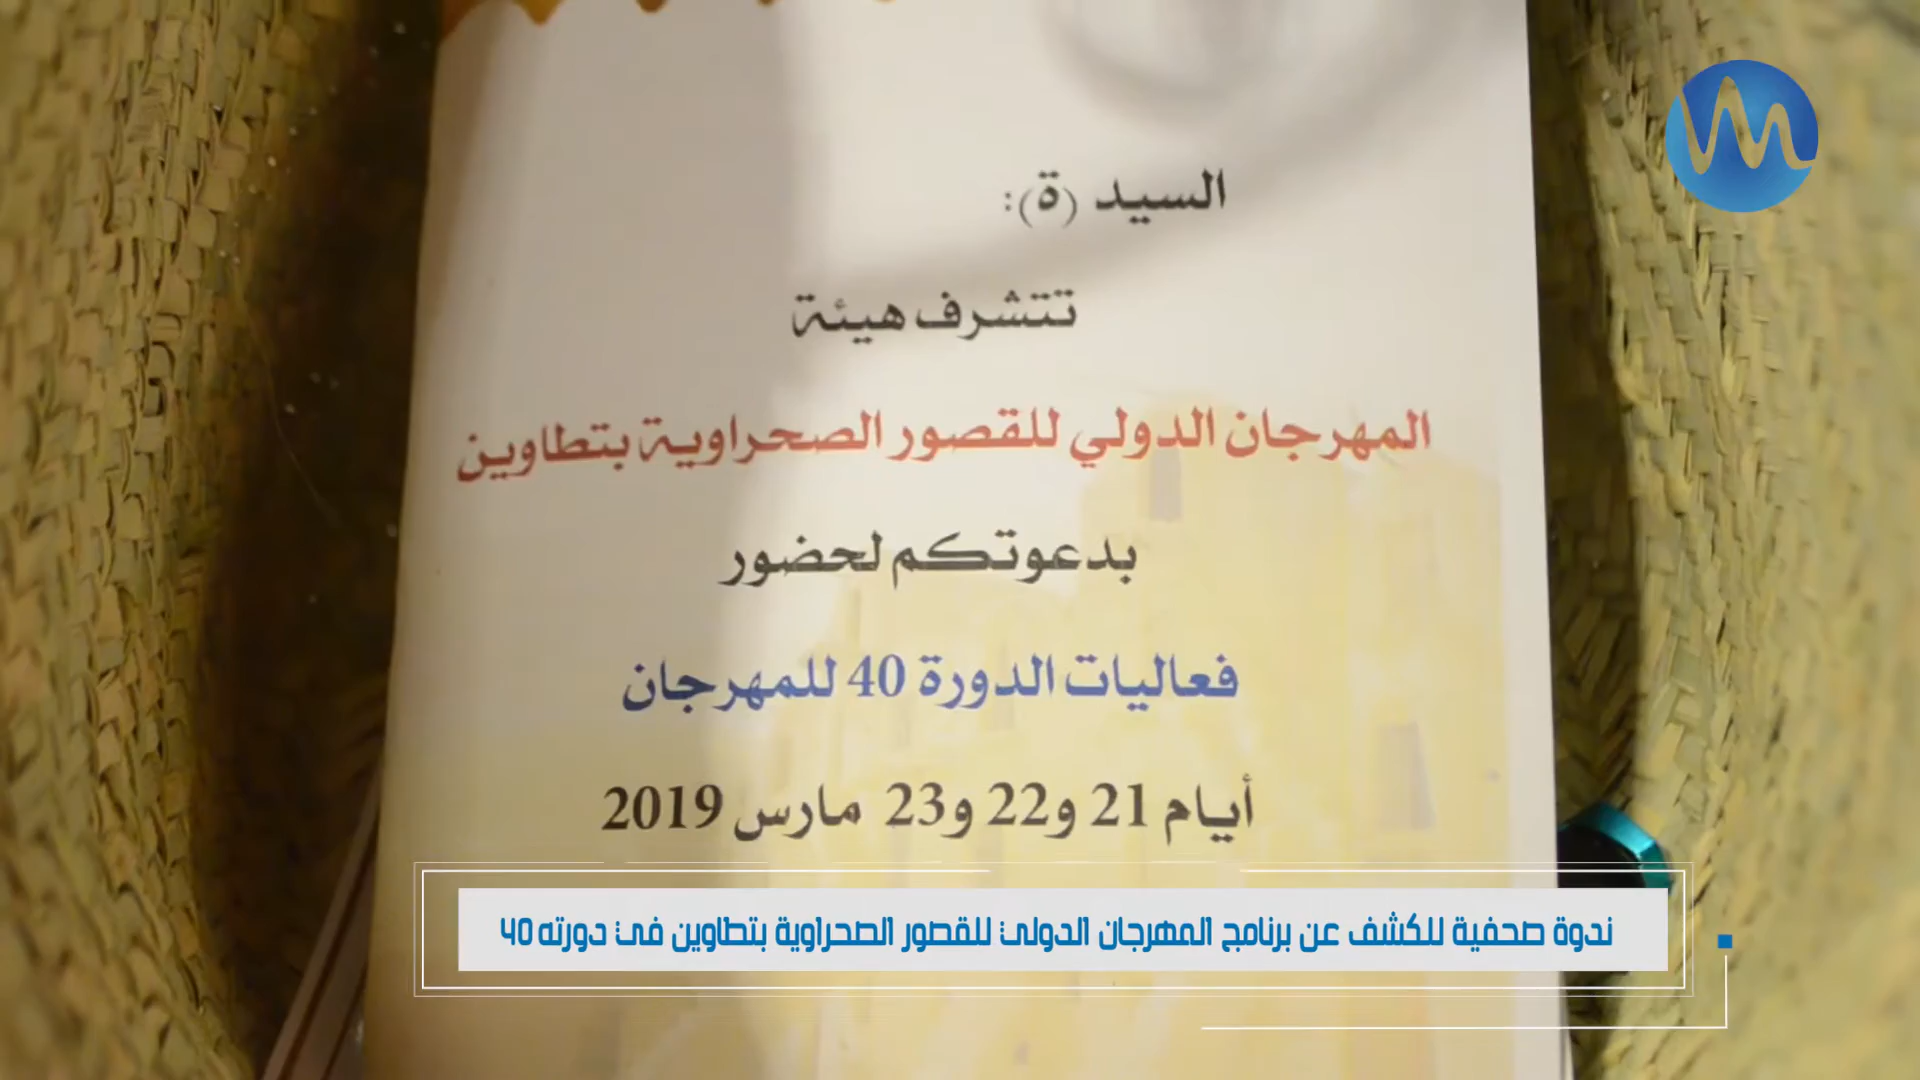 السيد (ة):
تتشرف هيئة
المهرجان الدولي للقصور الصحراوية بتطاوين
بدعوتكم لحضور
فعاليات الدورة 40 للمهرجان
أيام 21 و22 و23 مارس 2019
ندوة صحفية للكشف عن برنامج المهرجان الدولي للقصور الصحراوية بتطاوين في دورته 40